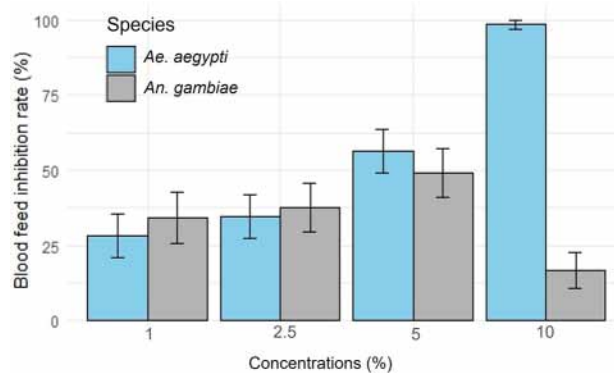 Species
Ae. aegypti
An. gambiae
Blood feed inhibition rate (%)
100
75
50
25
0
1 2.5 5 10
Concentrations (%)